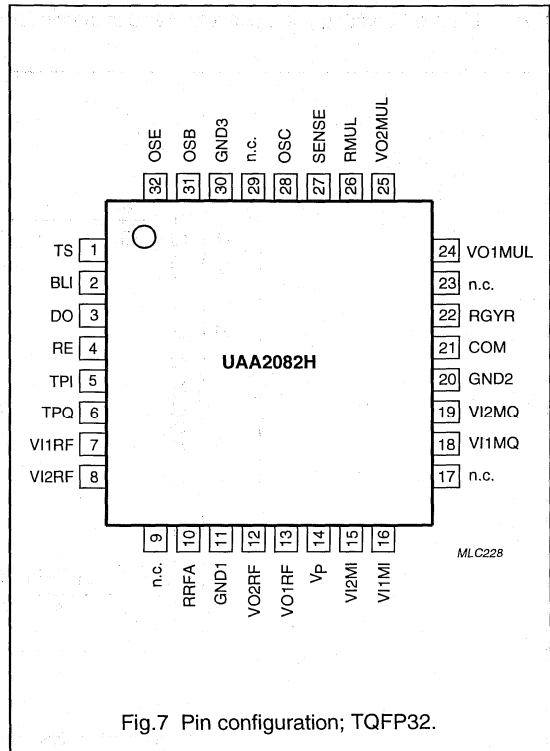 OSE
OSB
GND3
n.c.
OSC
SENSE
RMUL
VO2MUL
32
31
30
29
28
27
26
25
TS 1
BLI 2
DO 3
RE 4
TPI 5
TPQ 6
VI1RF 7
VI2RF 8
UAA2082H
24 VO1MUL
23 n.c.
22 RGYR
21 COM
20 GND2
19 VI2MQ
18 VI1MQ
17 n.c.
9
10
11
12
13
14
15
16
n.c.
RRFA
GND1
VO2RF
VO1RF
VP
VI2MI
VI1MI
MLC228
Fig.7 Pin configuration; TQFP32.